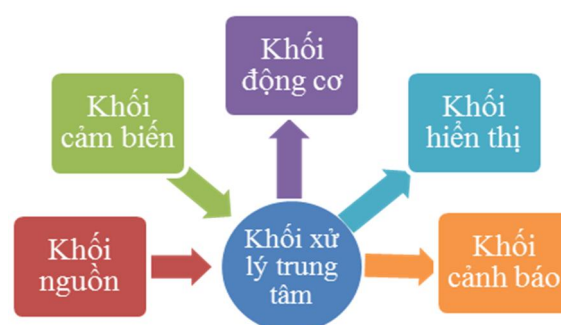 Khối
động cơ
Khối
cảm biến
Khối
hiển thị
Khối
nguồn
Khối xử
lý trung
tâm
Khối
cảnh báo